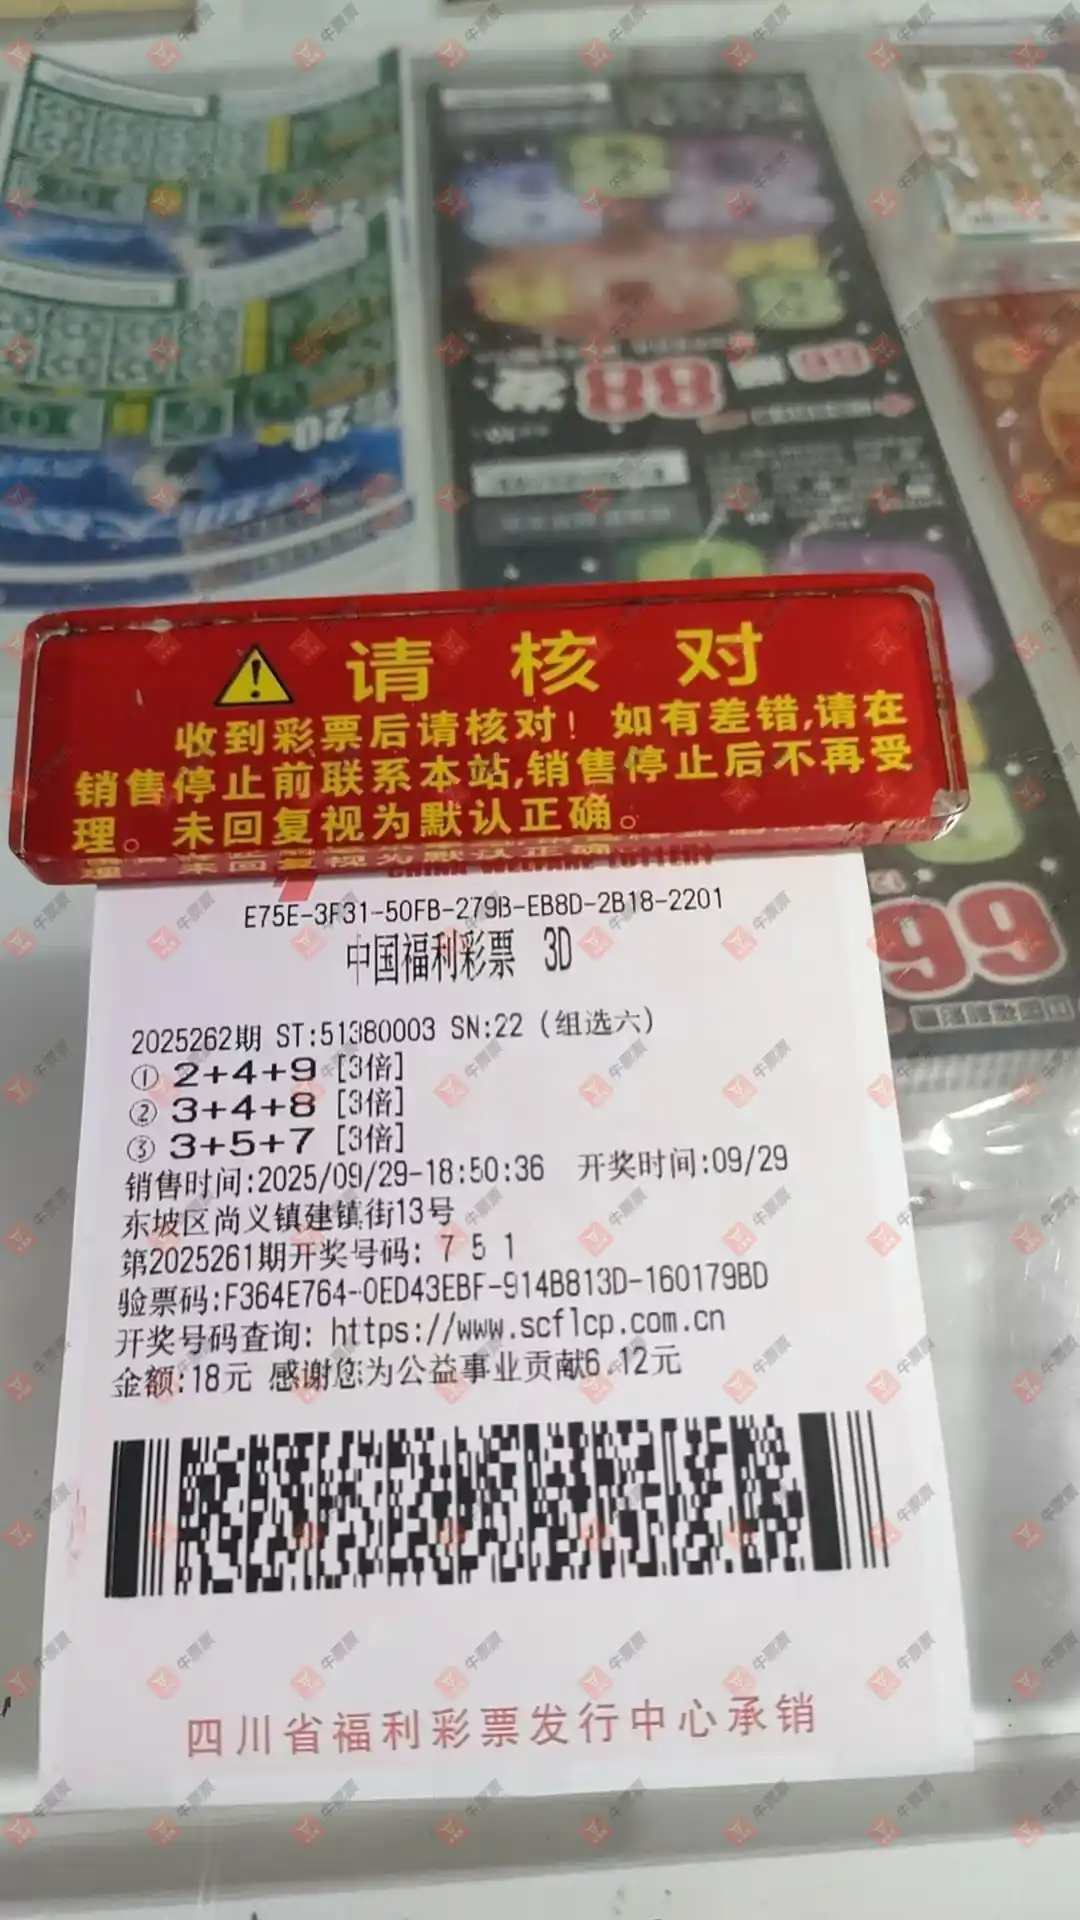 请核对
收到彩票后请核对！如有差错,请在
销售停止前联系本站,销售停止后不再受
理。未回复视为默认正确。
CHINA WELFARE LOTTERY
E75E-3F31-50FB-279B-EB8D-2B18-2201
中国福利彩票 3D
2025262期 ST:51380003 SN:22 (组选六)
① 2+4+9 [3倍]
② 3+4+8 [3倍]
③ 3+5+7 [3倍]
销售时间:2025/09/29-18:50:36 开奖时间:09/29
东坡区尚义镇建镇街13号
第2025261期开奖号码: 7 5 1
验票码:F364E764-0ED43EBF-914B813D-160179BD
开奖号码查询: https://www.scflcp.com.cn
金额:18元 感谢您为公益事业贡献6.12元
四川省福利彩票发行中心承销
88
99
20
牛票票